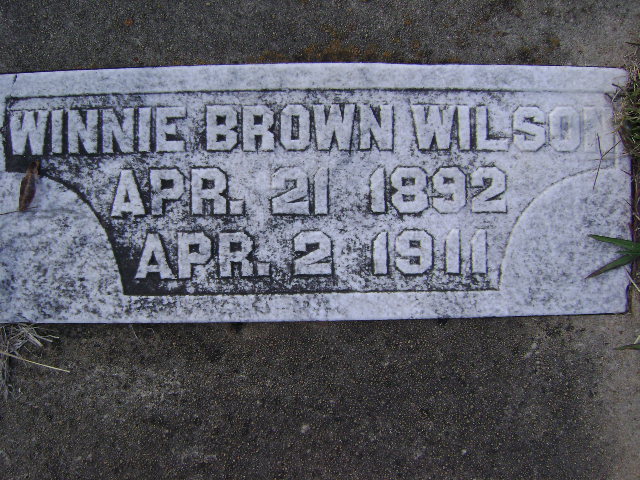 WINNIE BROWN WILSON
APR. 21 1892
APR. 2 1911